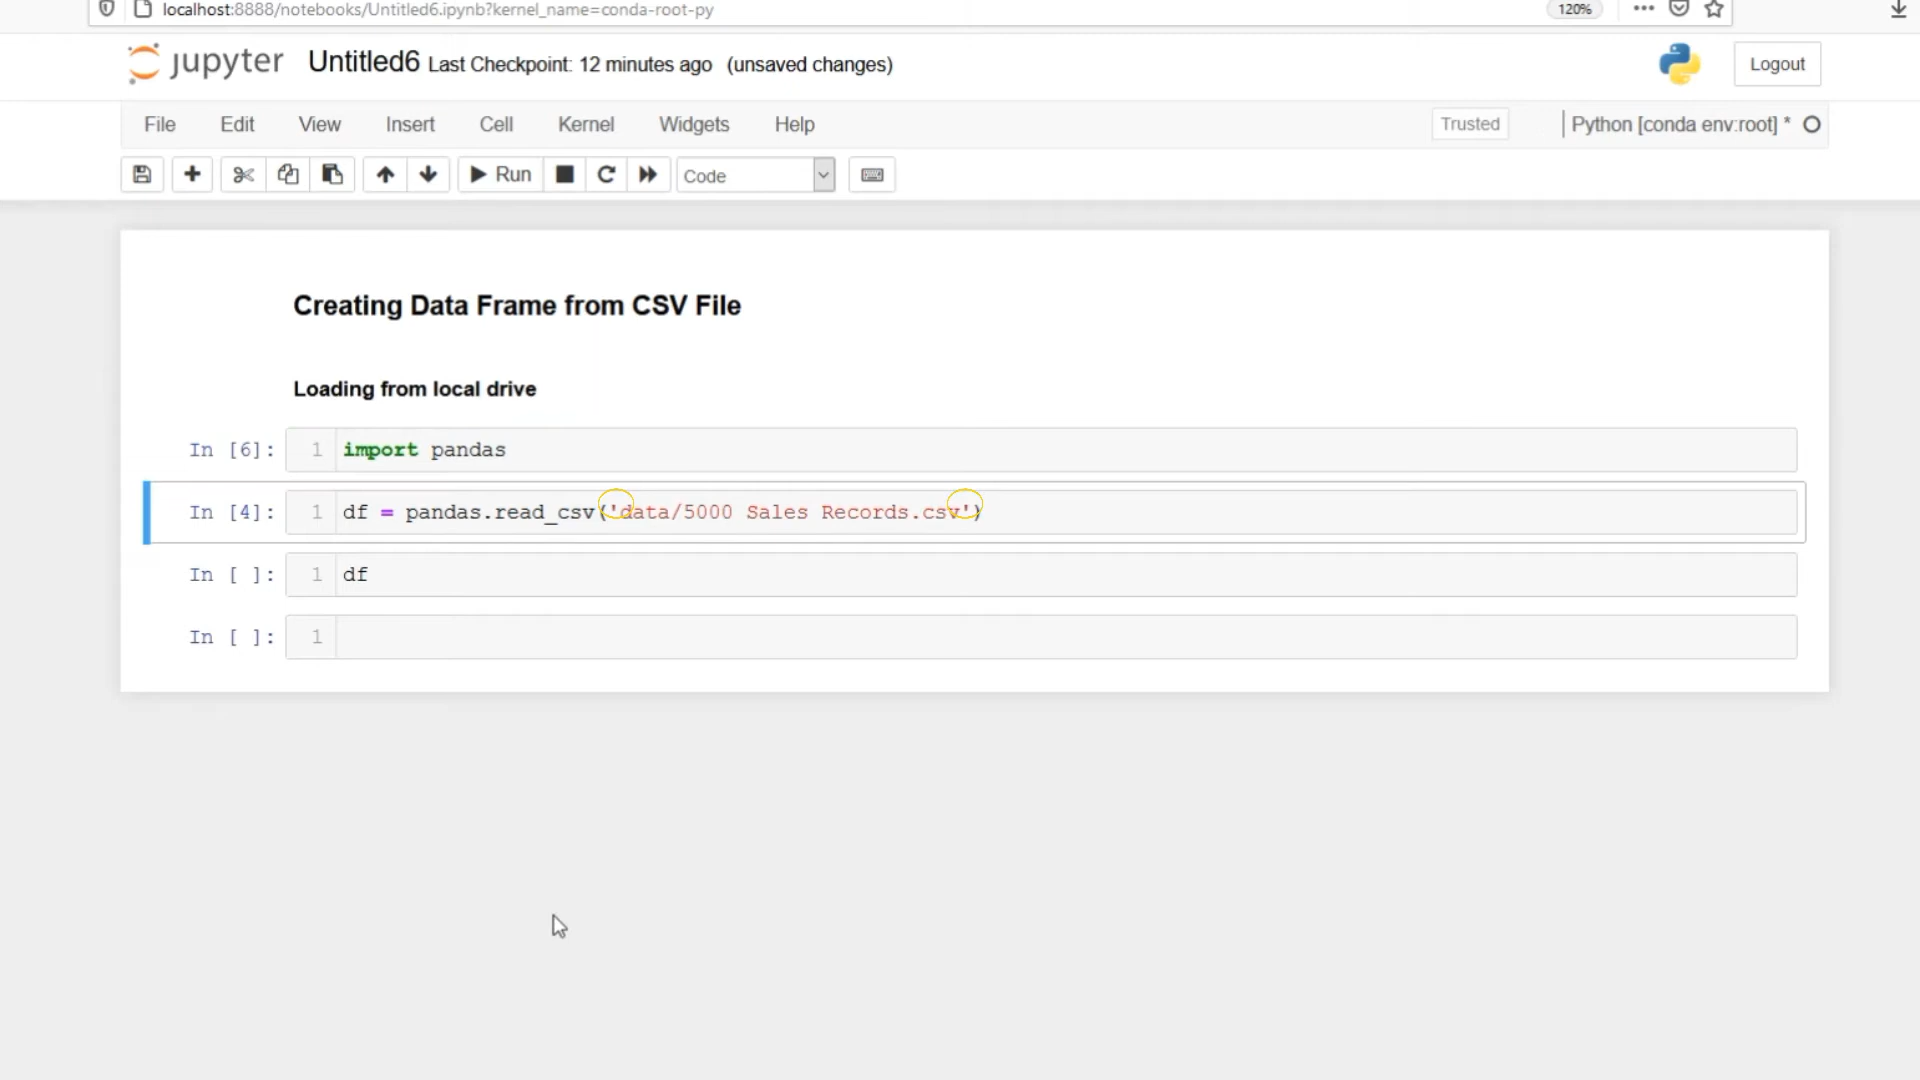 localhost:8888/notebooks/Untitled6.ipynb?kernel_name=conda-root-py
120%
jupyter Untitled6 Last Checkpoint: 12 minutes ago (unsaved changes)
Logout
File Edit View Insert Cell Kernel Widgets Help
Trusted
Python [conda env:root] *
Run
Code
Creating Data Frame from CSV File
Loading from local drive
In [6]: 1 import pandas
In [4]: 1 df = pandas.read_csv('data/5000 Sales Records.csv')
In [ ]: 1 df
In [ ]: 1